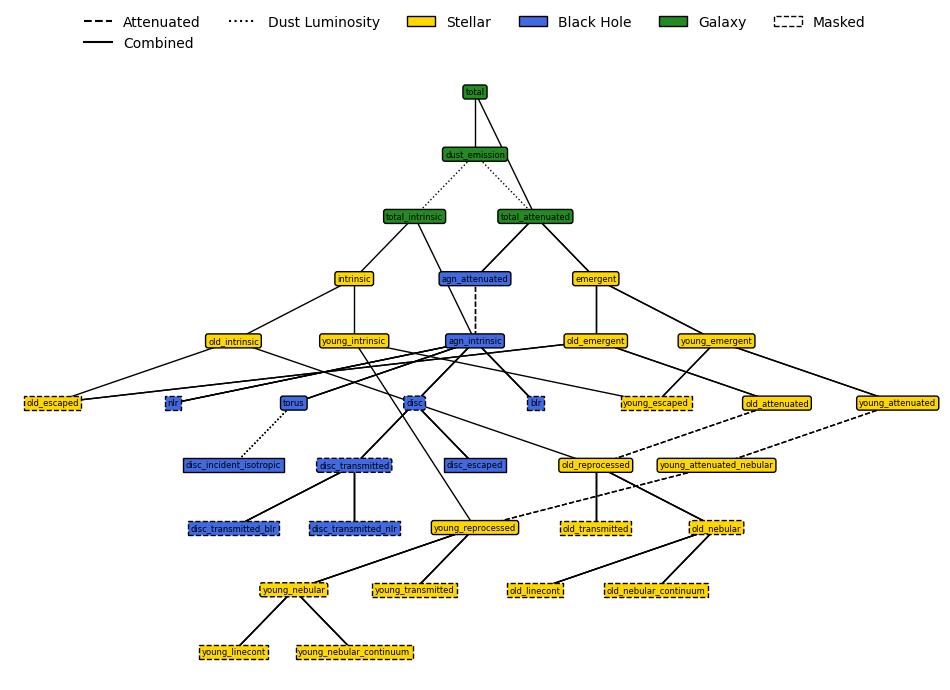 Attenuated Dust Luminosity Stellar Black Hole Galaxy Masked
Combined
total
dust_emission
total_intrinsic total_attenuated
intrinsic agn_attenuated emergent
old_intrinsic young_intrinsic agn_intrinsic old_emergent young_emergent
old_escaped nlr torus disc blr young_escaped old_attenuated young_attenuated
disc_incident_isotropic disc_transmitted disc_escaped old_reprocessed young_attenuated_nebular
disc_transmitted_blr disc_transmitted_nlr young_reprocessed old_transmitted old_nebular
young_nebular young_transmitted old_linecont old_nebular_continuum
young_linecont young_nebular_continuum